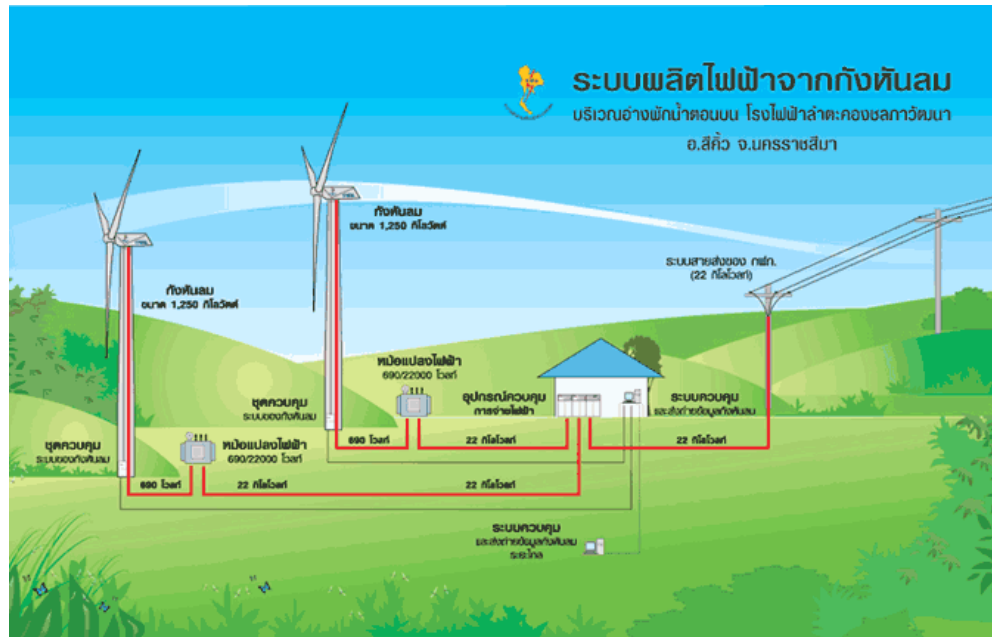 ระบบผลิตไฟฟ้าจากกังหันลม
บริเวณอ่างพักน้ำตอนบน โรงไฟฟ้าลำตะคองชลภาวัฒนา
อ.สีคิ้ว จ.นครราชสีมา
กังหันลม
ขนาด 1,250 กิโลวัตต์
กังหันลม
ขนาด 1,250 กิโลวัตต์
ระบบสายส่งของ กฟภ.
(22 กิโลโวลท์)
หม้อแปลงไฟฟ้า
690/22000 โวลท์
ชุดควบคุม
ระบบของกังหันลม
อุปกรณ์ควบคุม
การจ่ายไฟฟ้า
ระบบควบคุม
และส่งถ่ายข้อมูลกังหันลม
690 โวลท์
22 กิโลโวลท์
22 กิโลโวลท์
ชุดควบคุม
ระบบของกังหันลม
หม้อแปลงไฟฟ้า
690/22000 โวลท์
690 โวลท์
22 กิโลโวลท์
22 กิโลโวลท์
ระบบควบคุม
และส่งถ่ายข้อมูลกังหันลม
ระยะไกล